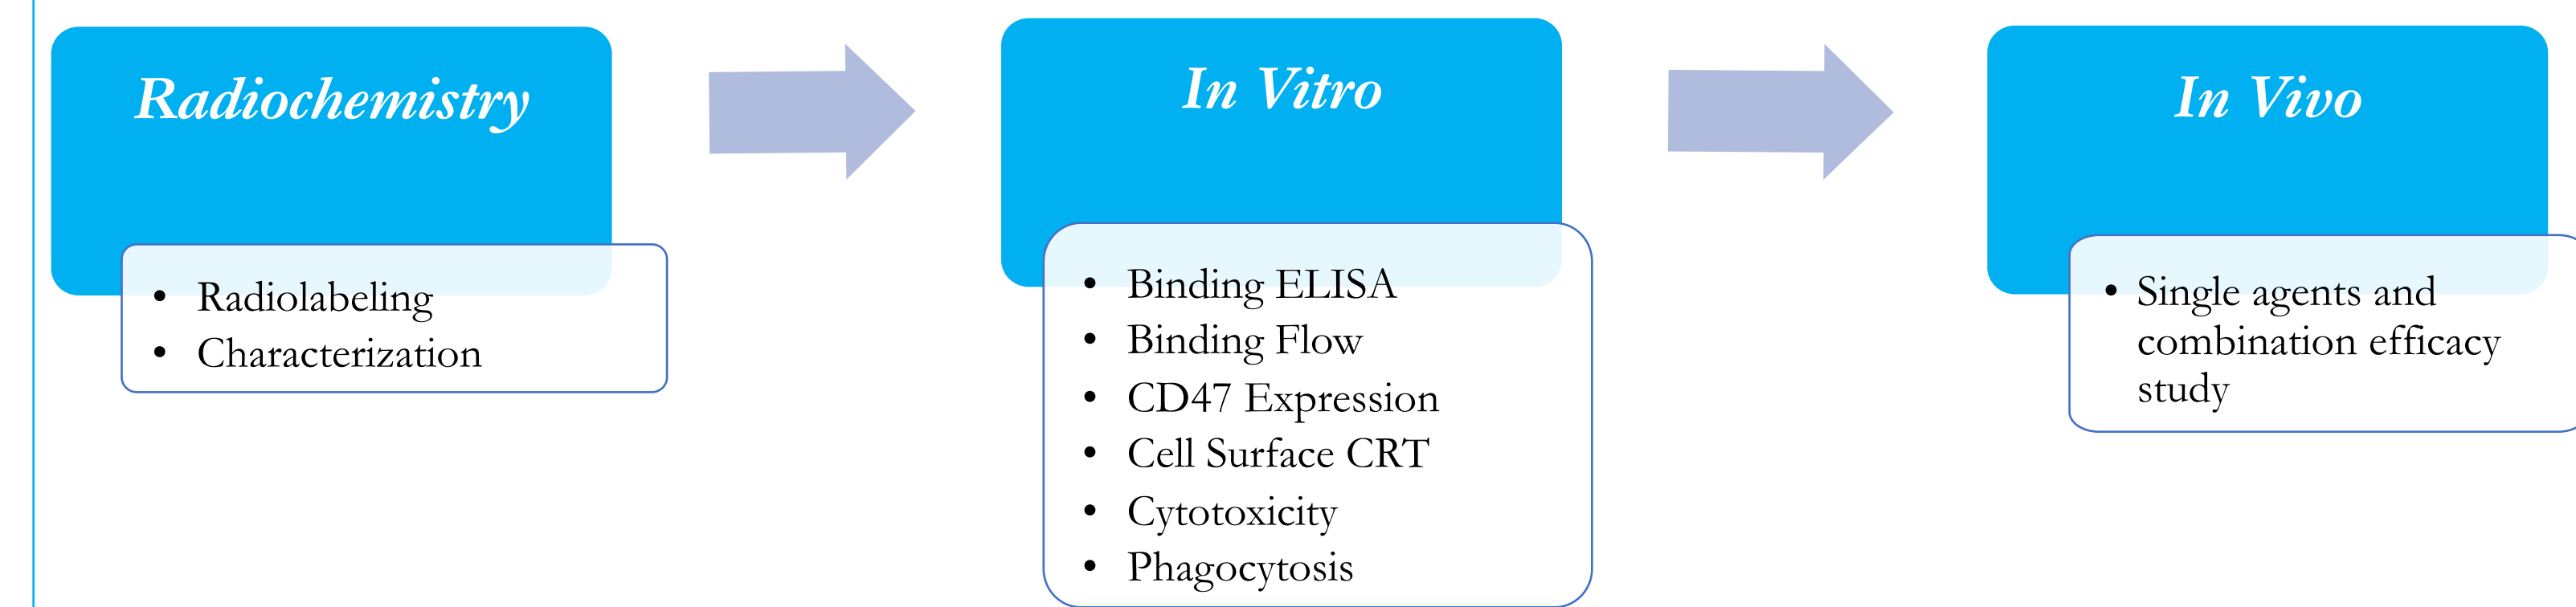 Radiochemistry
• Radiolabeling
• Characterization
In Vitro
• Binding ELISA
• Binding Flow
• CD47 Expression
• Cell Surface CRT
• Cytotoxicity
• Phagocytosis
In Vivo
• Single agents and
combination efficacy
study